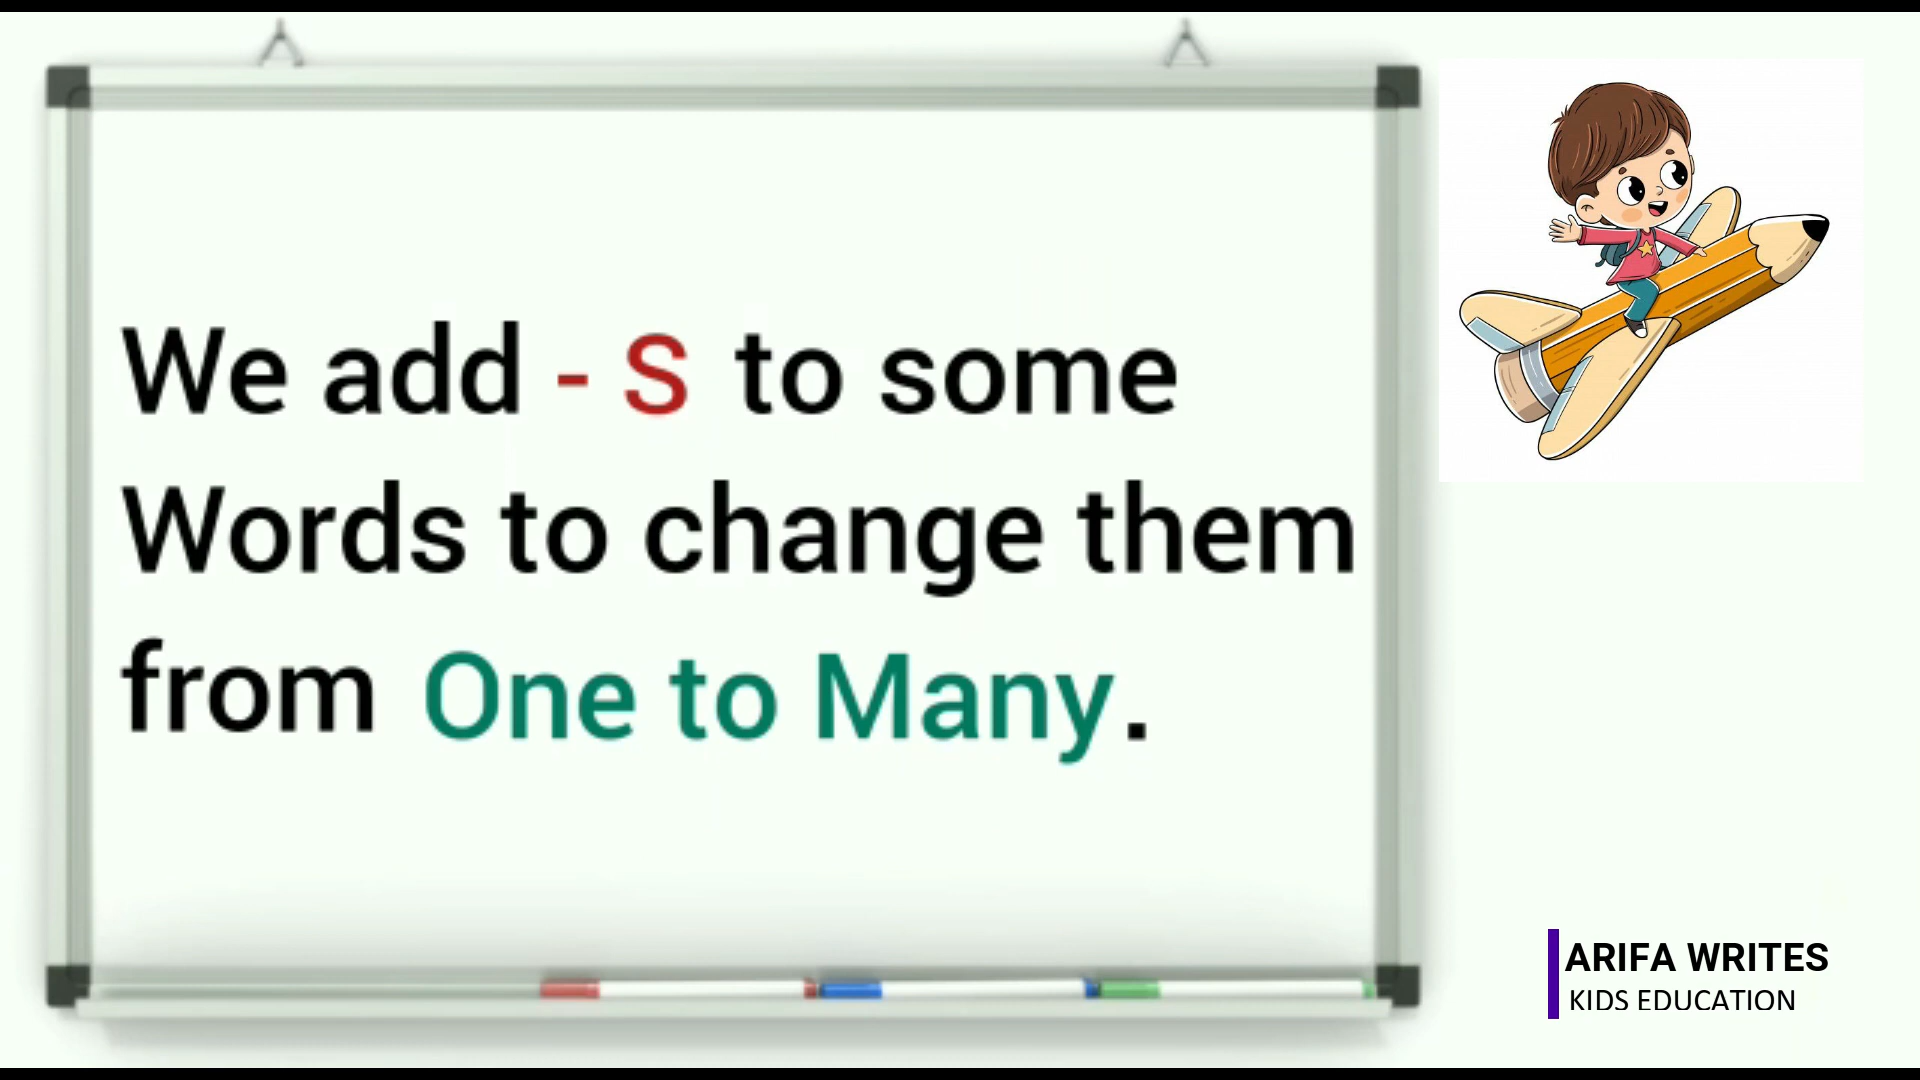 We add - S to some
Words to change them
from One to Many.
ARIFA WRITES
KIDS EDUCATION